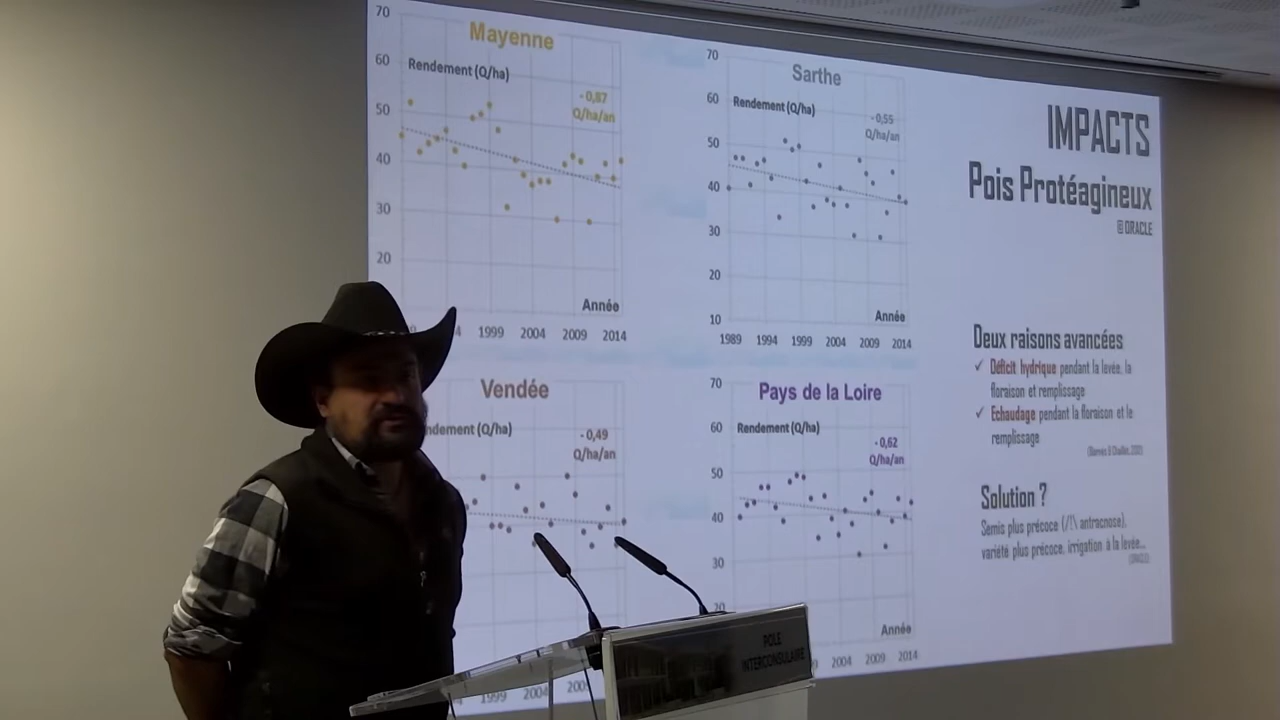 Mayenne
Rendement (Q/ha)
- 0,87
Q/ha/an
70
60
50
40
30
20
Année
1999 2004 2009 2014
Sarthe
Rendement (Q/ha)
- 0,55
Q/ha/an
70
60
50
40
30
20
10
Année
1989 1994 1999 2004 2009 2014
IMPACTS
Pois Protéagineux
@ ORACLE
Vendée
- 0,49
Q/ha/an
1999 2004
Pays de la Loire
Rendement (Q/ha)
- 0,62
Q/ha/an
70
60
50
40
30
20
Année
2004 2009 2014
Deux raisons avancées
✓ Déficit hydrique pendant la levée, la
floraison et remplissage
✓ Echaudage pendant la floraison et le
remplissage
Solution ?
Semis plus précoce (/!\ antracnose),
variété plus précoce, irrigation à la levée...
(ORACLE)
POLE
INTERCONSULAIRE